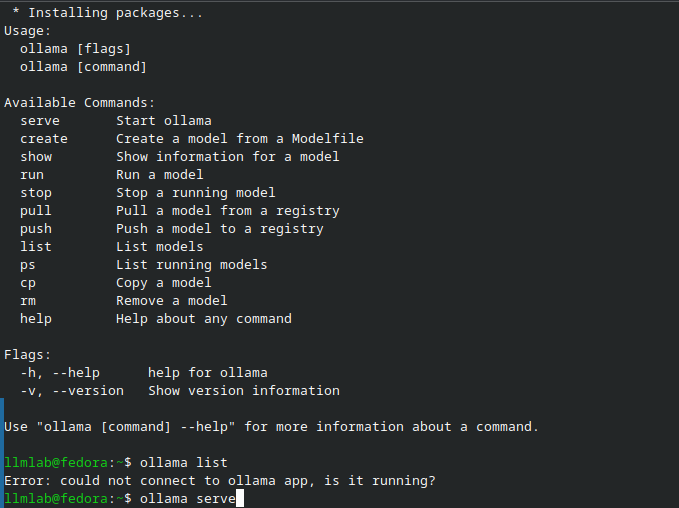 * Installing packages...
Usage:
  ollama [flags]
  ollama [command]

Available Commands:
  serve       Start ollama
  create      Create a model from a Modelfile
  show        Show information for a model
  run         Run a model
  stop        Stop a running model
  pull        Pull a model from a registry
  push        Push a model to a registry
  list        List models
  ps          List running models
  cp          Copy a model
  rm          Remove a model
  help        Help about any command

Flags:
  -h, --help      help for ollama
  -v, --version   Show version information

Use "ollama [command] --help" for more information about a command.

llmlab@fedora:~$ ollama list
Error: could not connect to ollama app, is it running?
llmlab@fedora:~$ ollama serve